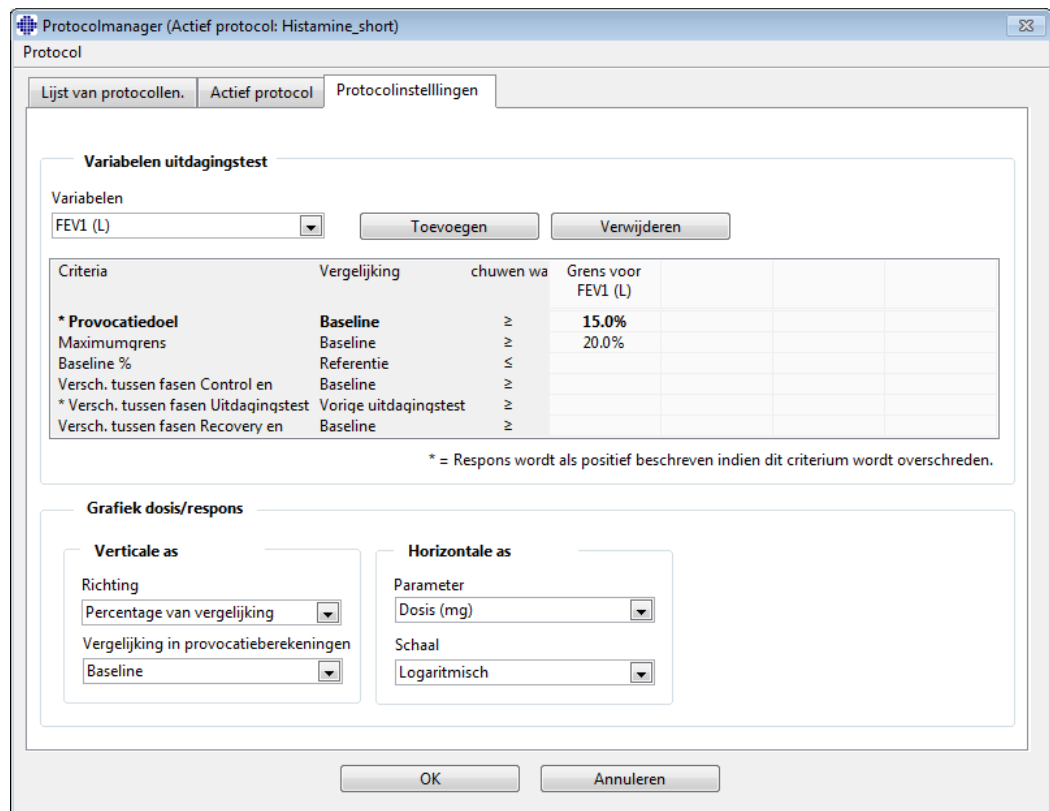 Protocolmanager (Actief protocol: Histamine_short)
Protocol
Lijst van protocollen. Actief protocol Protocolinstelllingen
Variabelen uitdagingstest
Variabelen
FEV1 (L) Toevoegen Verwijderen
Criteria Vergelijking chuwen wa Grens voor
FEV1 (L)
* Provocatiedoel Baseline ≥ 15.0%
Maximumgrens Baseline ≥ 20.0%
Baseline % Referentie ≤
Versch. tussen fasen Control en Baseline ≥
* Versch. tussen fasen Uitdagingstest Vorige uitdagingstest ≥
Versch. tussen fasen Recovery en Baseline ≥
* = Respons wordt als positief beschreven indien dit criterium wordt overschreden.
Grafiek dosis/respons
Verticale as Horizontale as
Richting Parameter
Percentage van vergelijking Dosis (mg)
Vergelijking in provocatieberekeningen Schaal
Baseline Logaritmisch
OK Annuleren